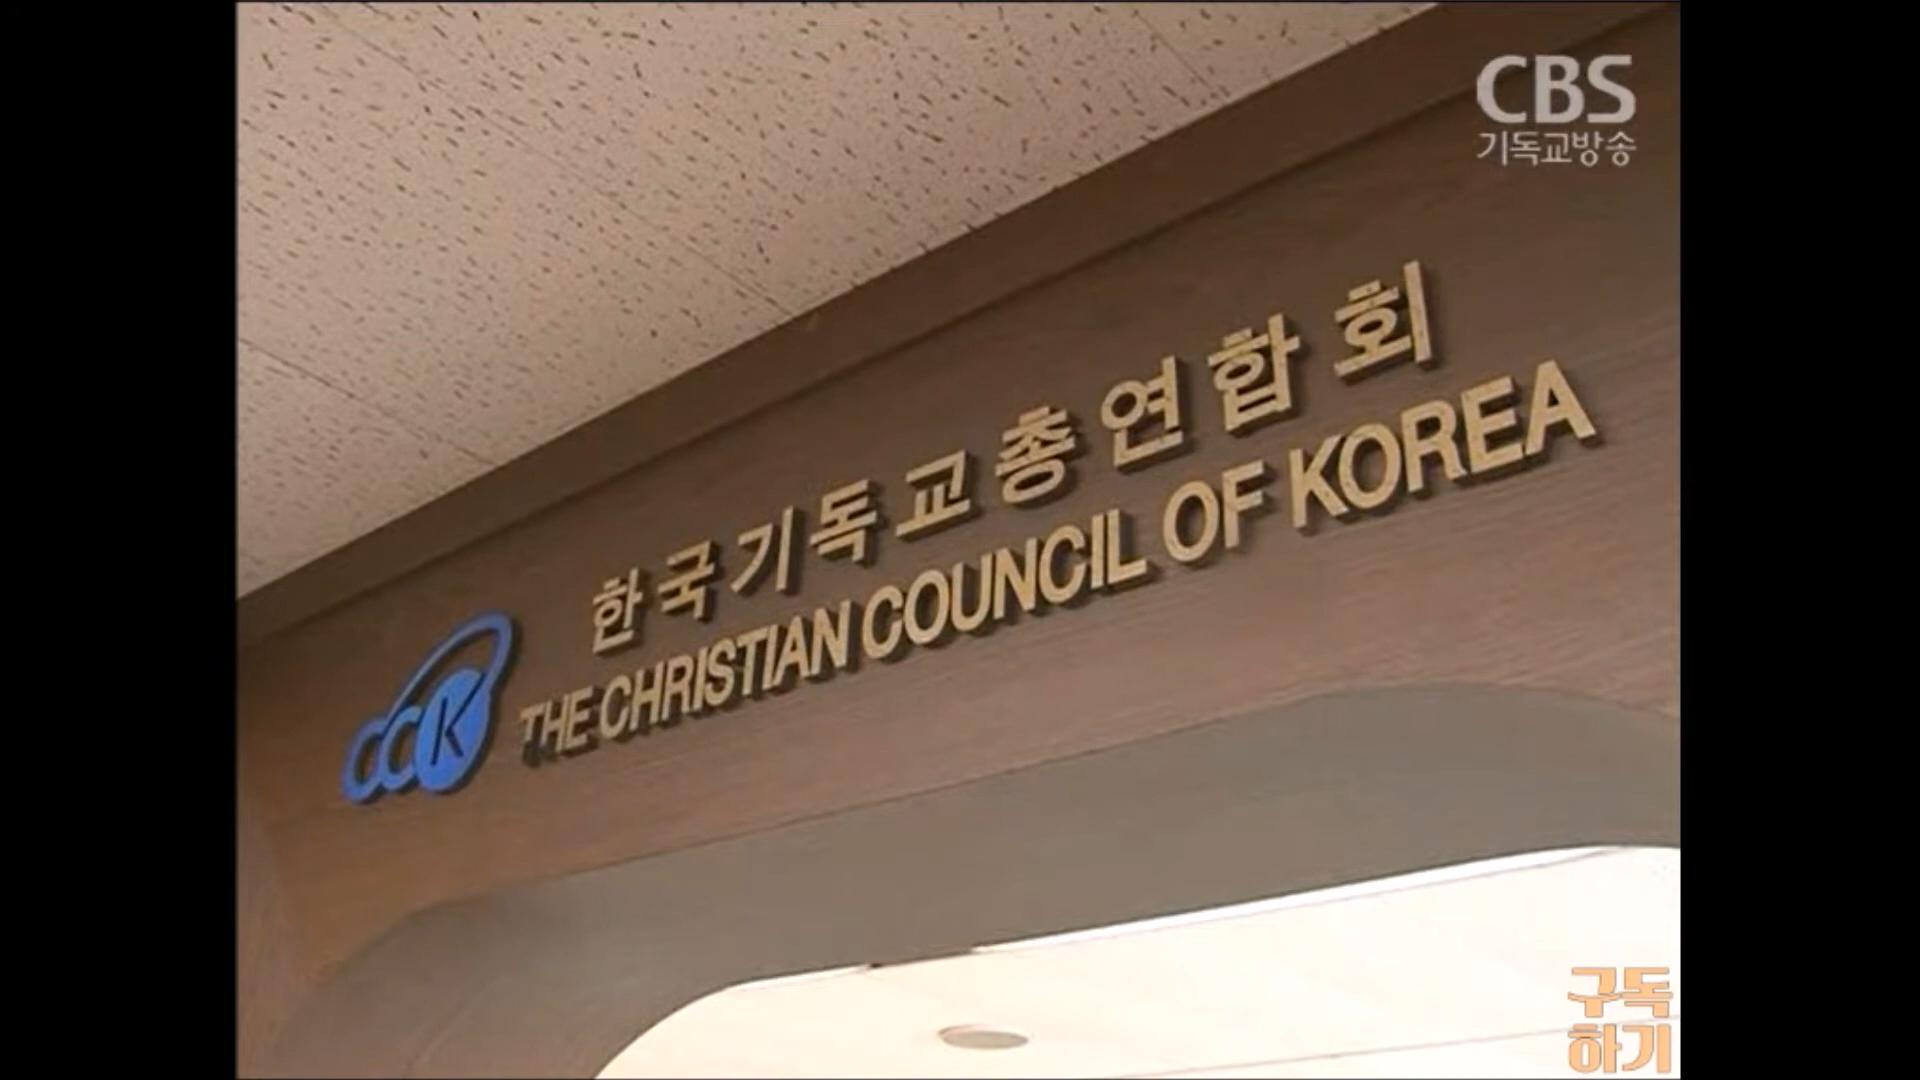 CBS
기독교방송
한국기독교총연합회
THE CHRISTIAN COUNCIL OF KOREA
CCK
구독
하기